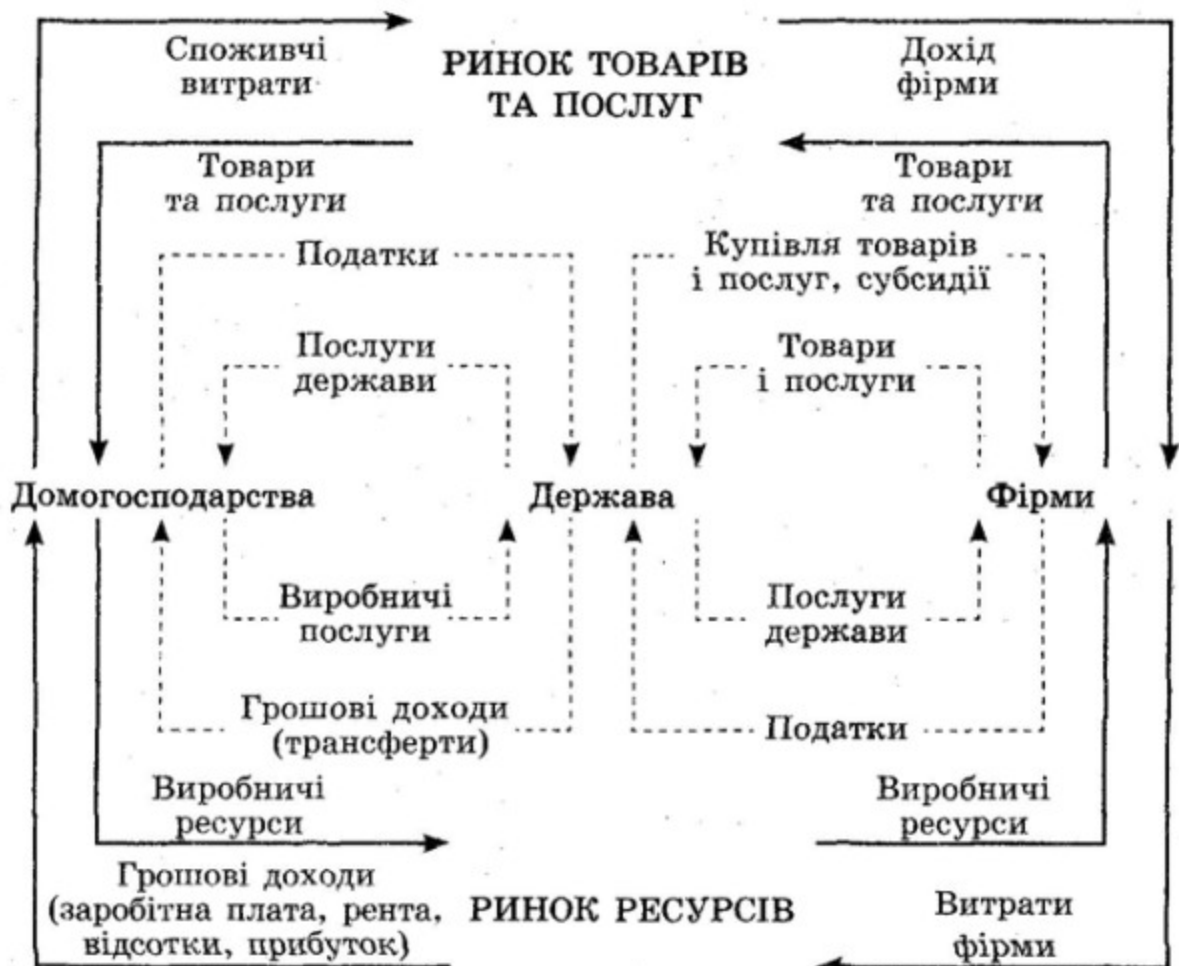 Споживчі
витрати
РИНОК ТОВАРІВ
ТА ПОСЛУГ
Дохід
фірми
Товари
та послуги
Товари
та послуги
Податки
Купівля товарів
і послуг, субсидії
Послуги
держави
Товари
і послуги
Домогосподарства
Держава
Фірми
Виробничі
послуги
Послуги
держави
Грошові доходи
(трансферти)
Податки
Виробничі
ресурси
Виробничі
ресурси
Грошові доходи
(заробітна плата, рента,
відсотки, прибуток)
РИНОК РЕСУРСІВ
Витрати
фірми